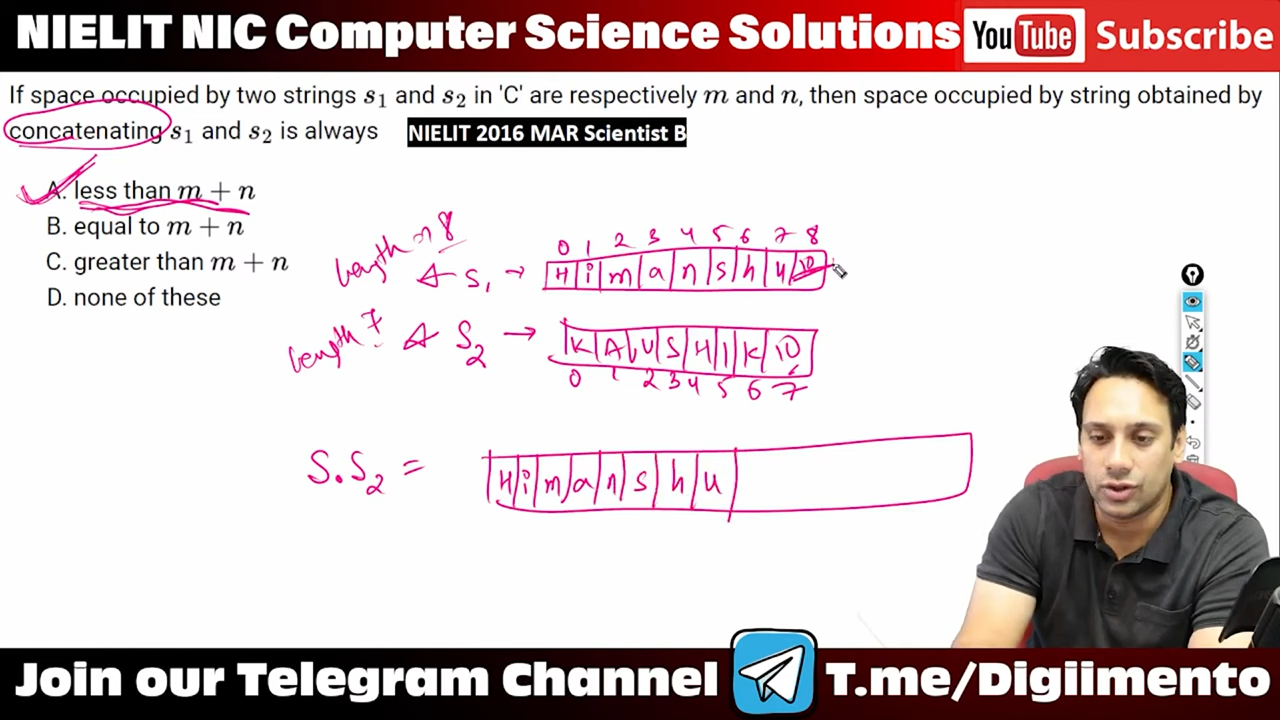 NIELIT NIC Computer Science Solutions YouTube Subscribe
If space occupied by two strings s₁ and s₂ in 'C' are respectively m and n, then space occupied by string obtained by
concatenating s₁ and s₂ is always NIELIT 2016 MAR Scientist B
A. less than m + n
B. equal to m + n
C. greater than m + n
D. none of these
0 1 2 3 4 5 6 7 8
length 8 S₁ → H i m a n s h u \0
length 7 S₂ → K A U S H I K \0
0 1 2 3 4 5 6 7
S.S₂ = H i m a n s h u
Join our Telegram Channel T.me/Digiimento